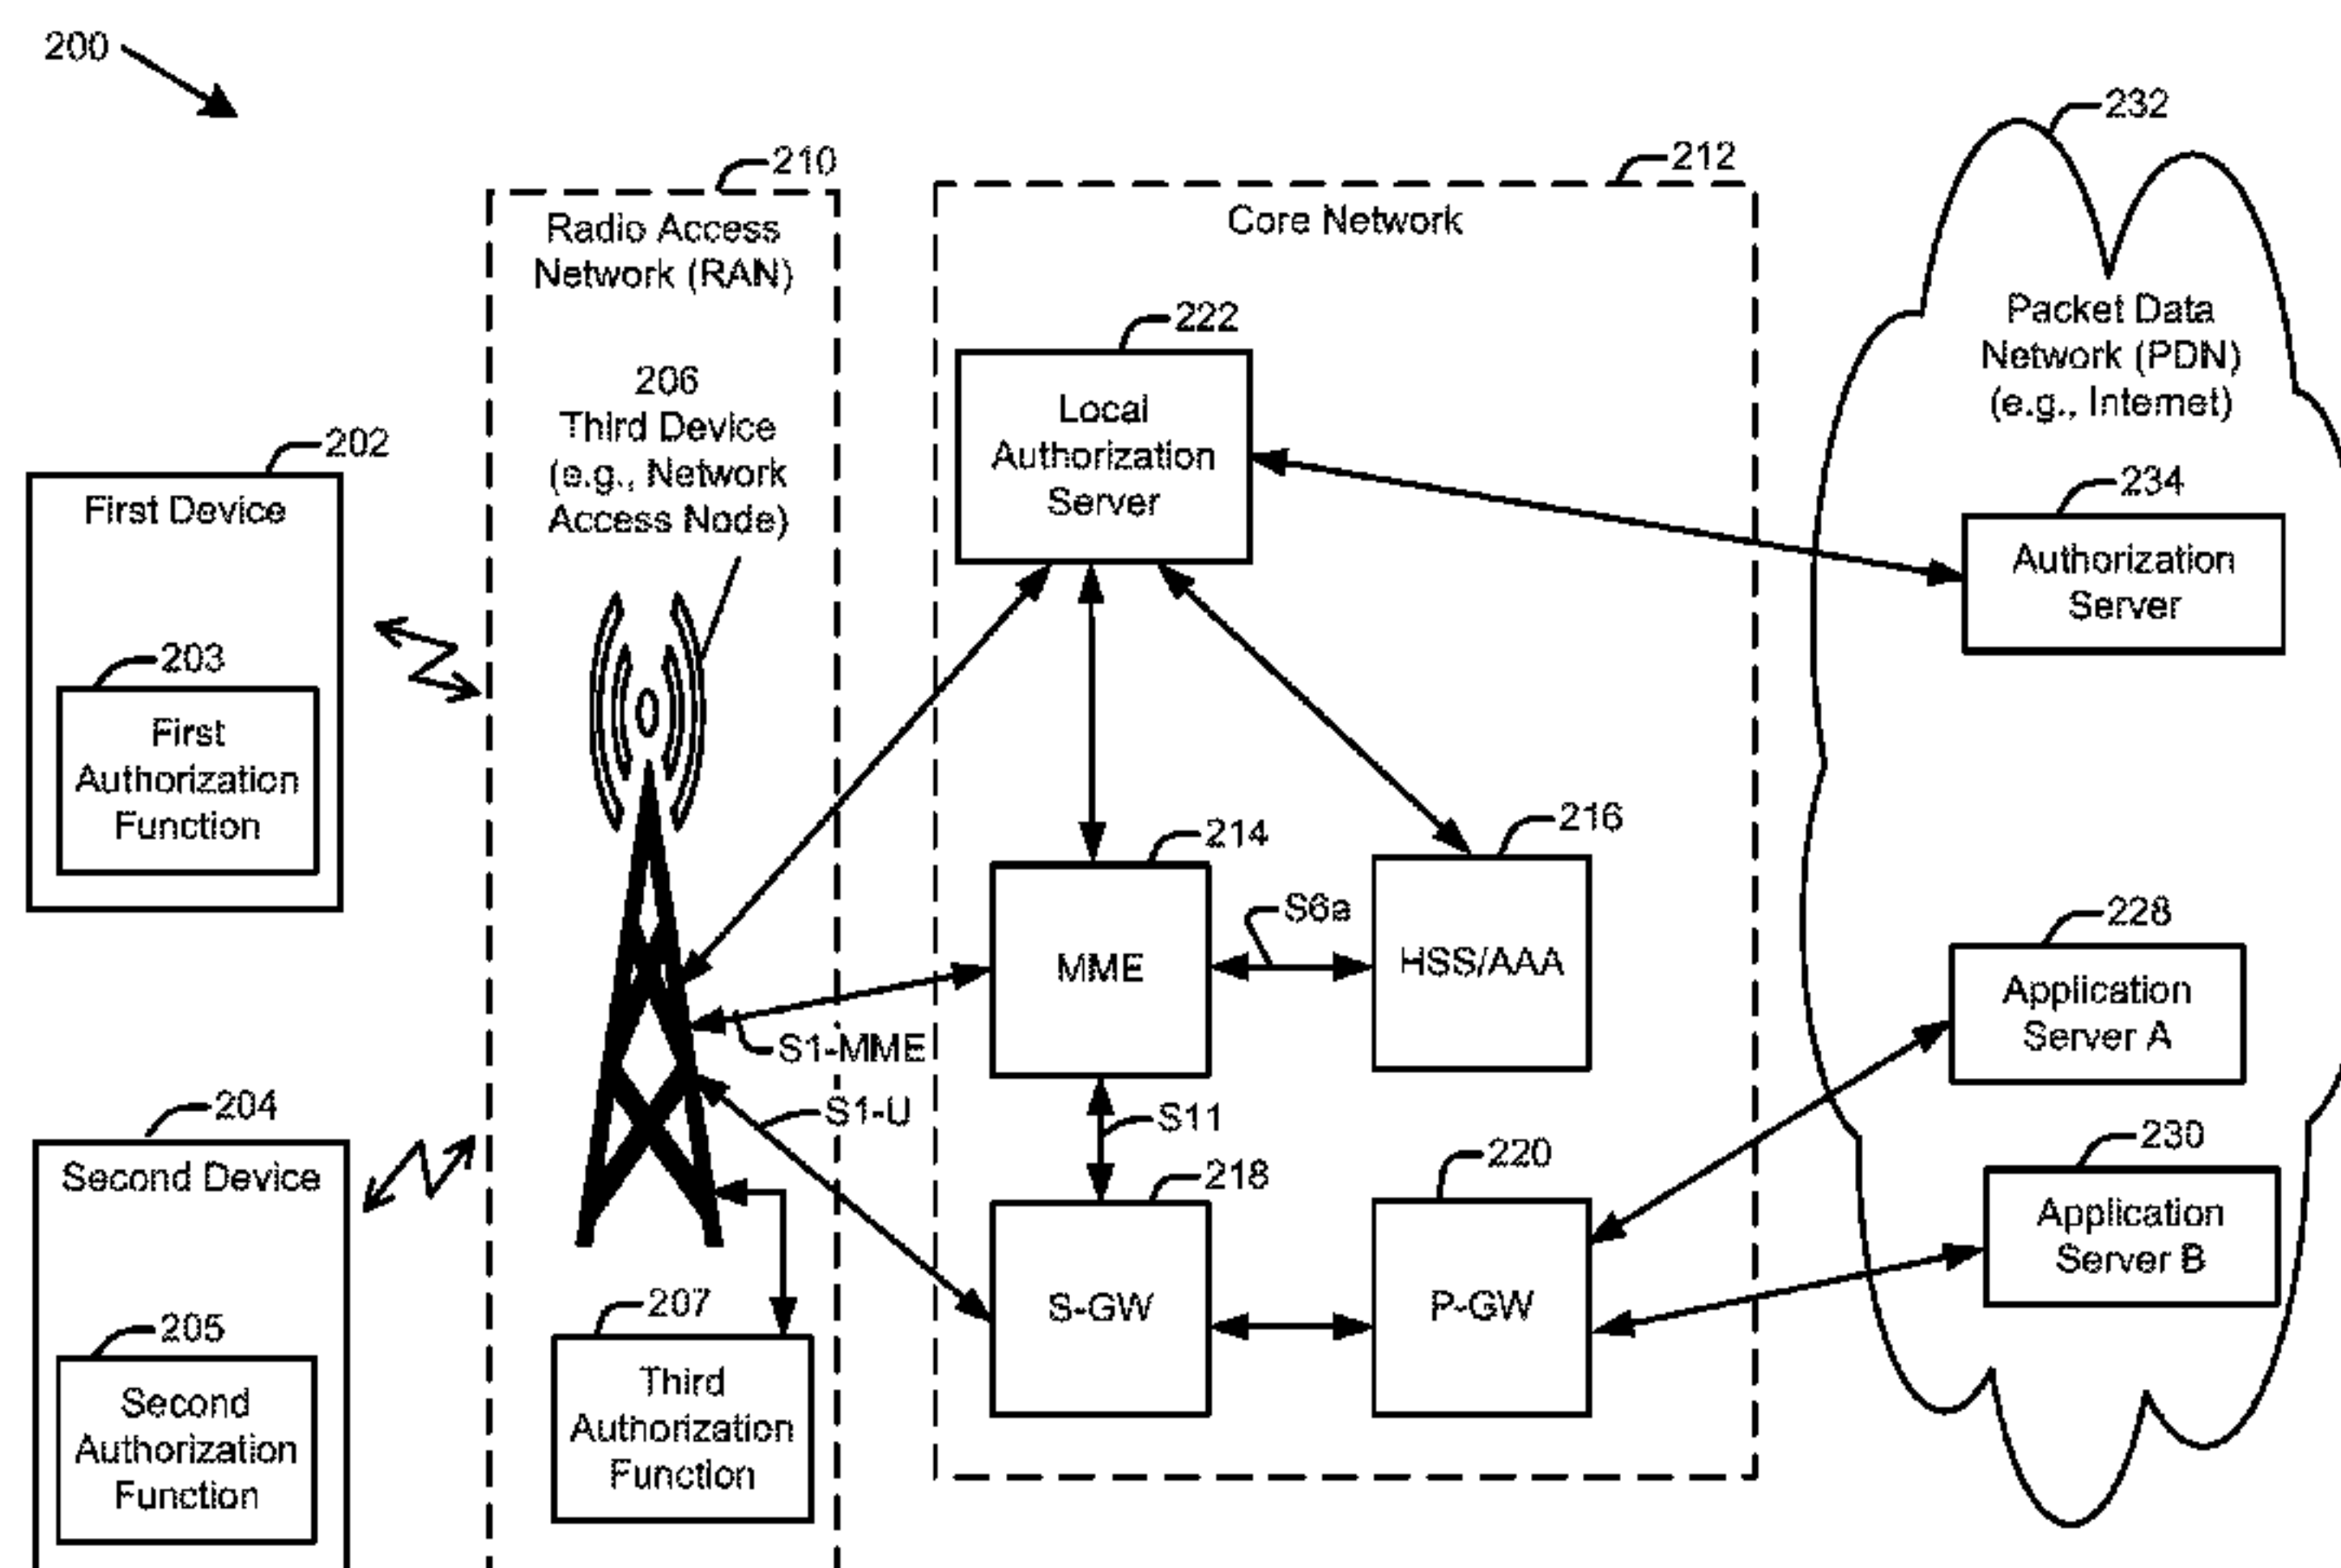 200
210
Radio Access
Network (RAN)
206
Third Device
(e.g., Network
Access Node)
202
First Device
203
First
Authorization
Function
204
Second Device
205
Second
Authorization
Function
207
Third
Authorization
Function
212
Core Network
222
Local
Authorization
Server
214
MME
S6a
216
HSS/AAA
S1-MME
S1-U
S11
218
S-GW
220
P-GW
232
Packet Data
Network (PDN)
(e.g., Internet)
234
Authorization
Server
228
Application
Server A
230
Application
Server B